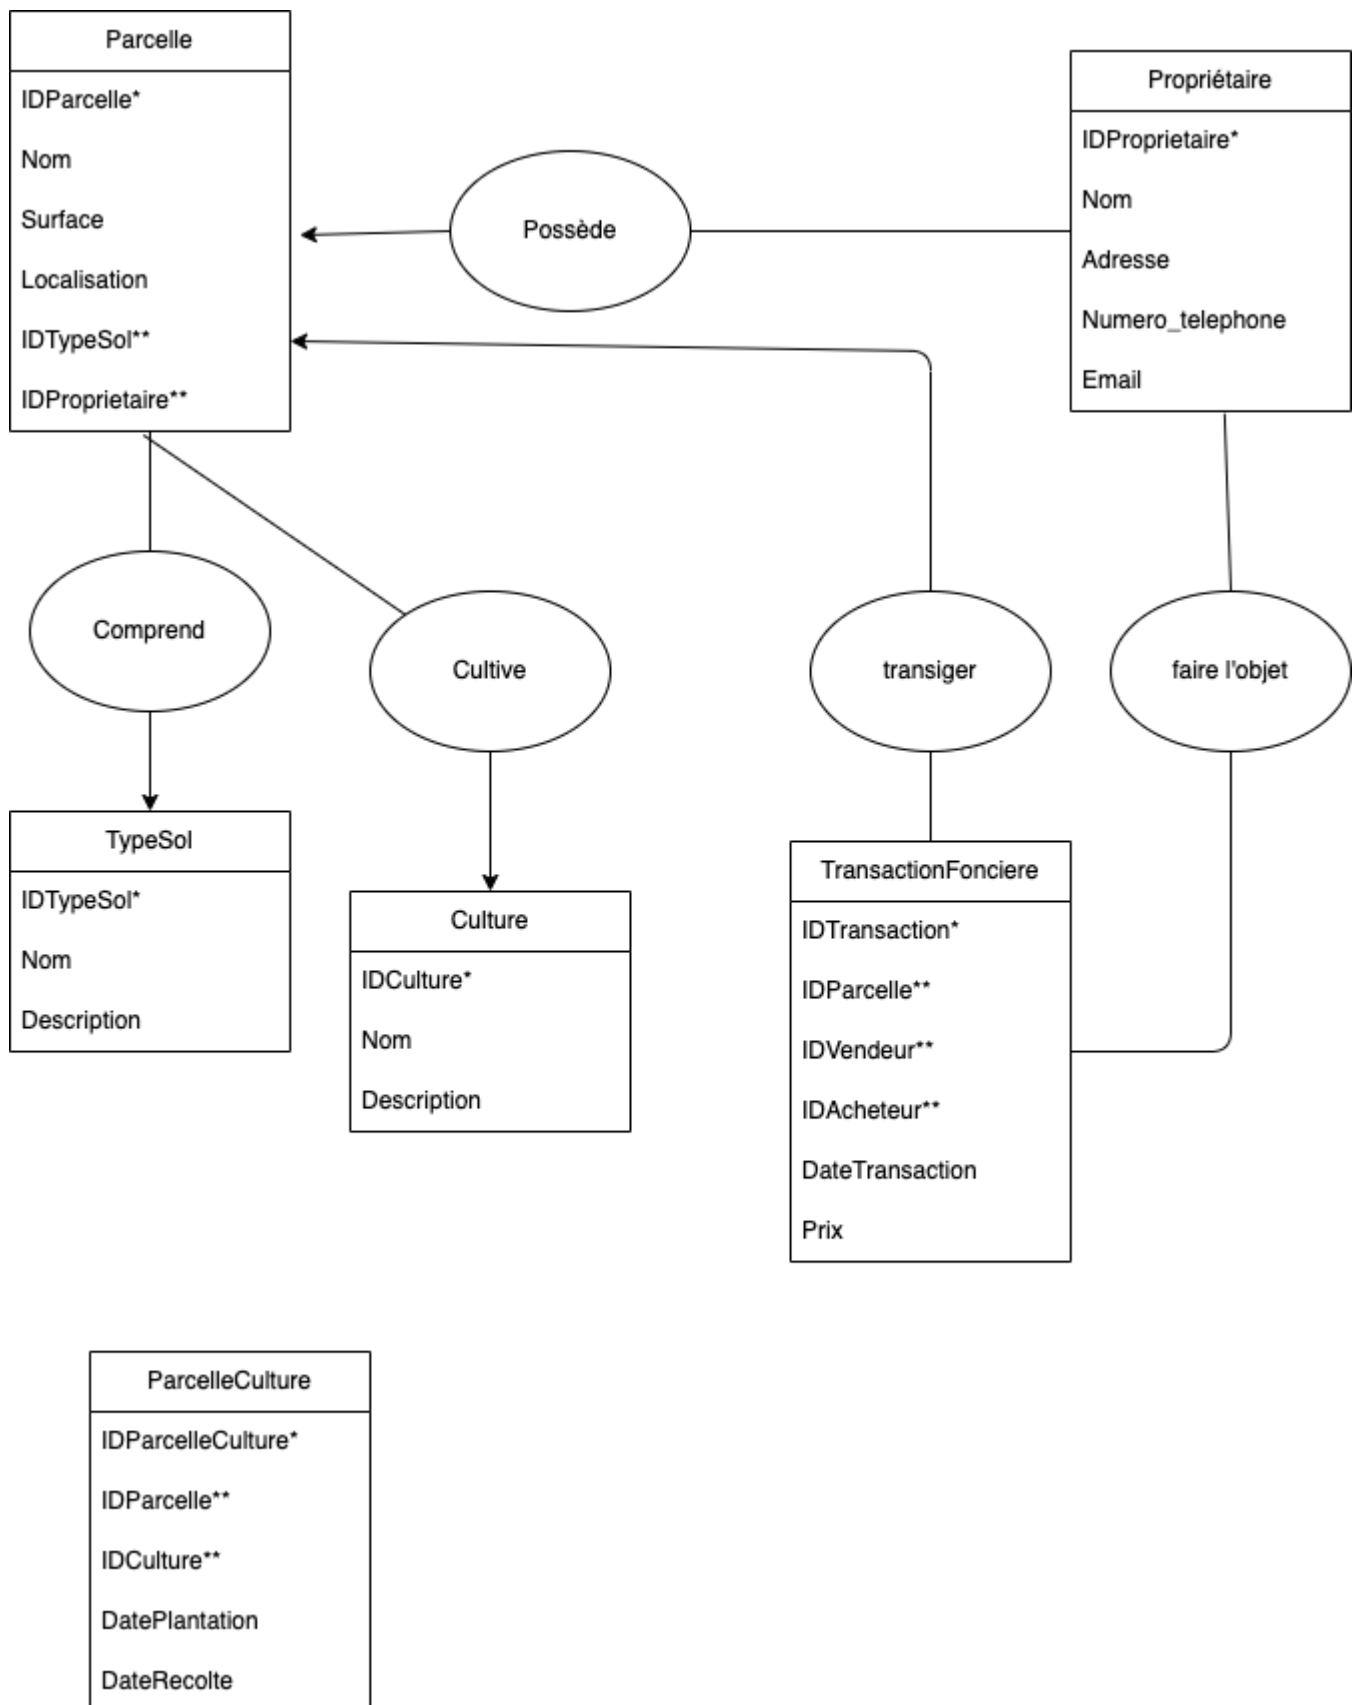 Parcelle
IDParcelle*
Nom
Surface
Localisation
IDTypeSol**
IDProprietaire**
Possède
Propriétaire
IDProprietaire*
Nom
Adresse
Numero_telephone
Email
Comprend
Cultive
transiger
faire l'objet
TypeSol
IDTypeSol*
Nom
Description
Culture
IDCulture*
Nom
Description
TransactionFonciere
IDTransaction*
IDParcelle**
IDVendeur**
IDAcheteur**
DateTransaction
Prix
ParcelleCulture
IDParcelleCulture*
IDParcelle**
IDCulture**
DatePlantation
DateRecolte